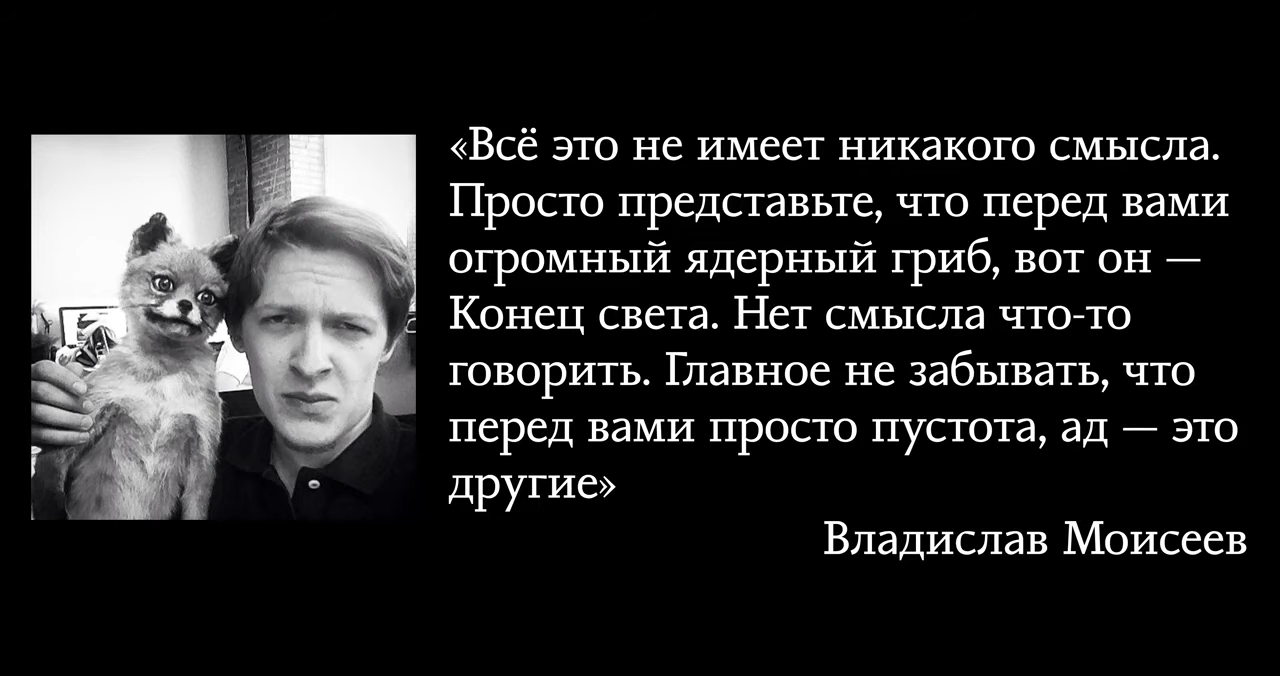 «Всё это не имеет никакого смысла.
Просто представьте, что перед вами
огромный ядерный гриб, вот он —
Конец света. Нет смысла что-то
говорить. Главное не забывать, что
перед вами просто пустота, ад — это
другие»
Владислав Моисеев